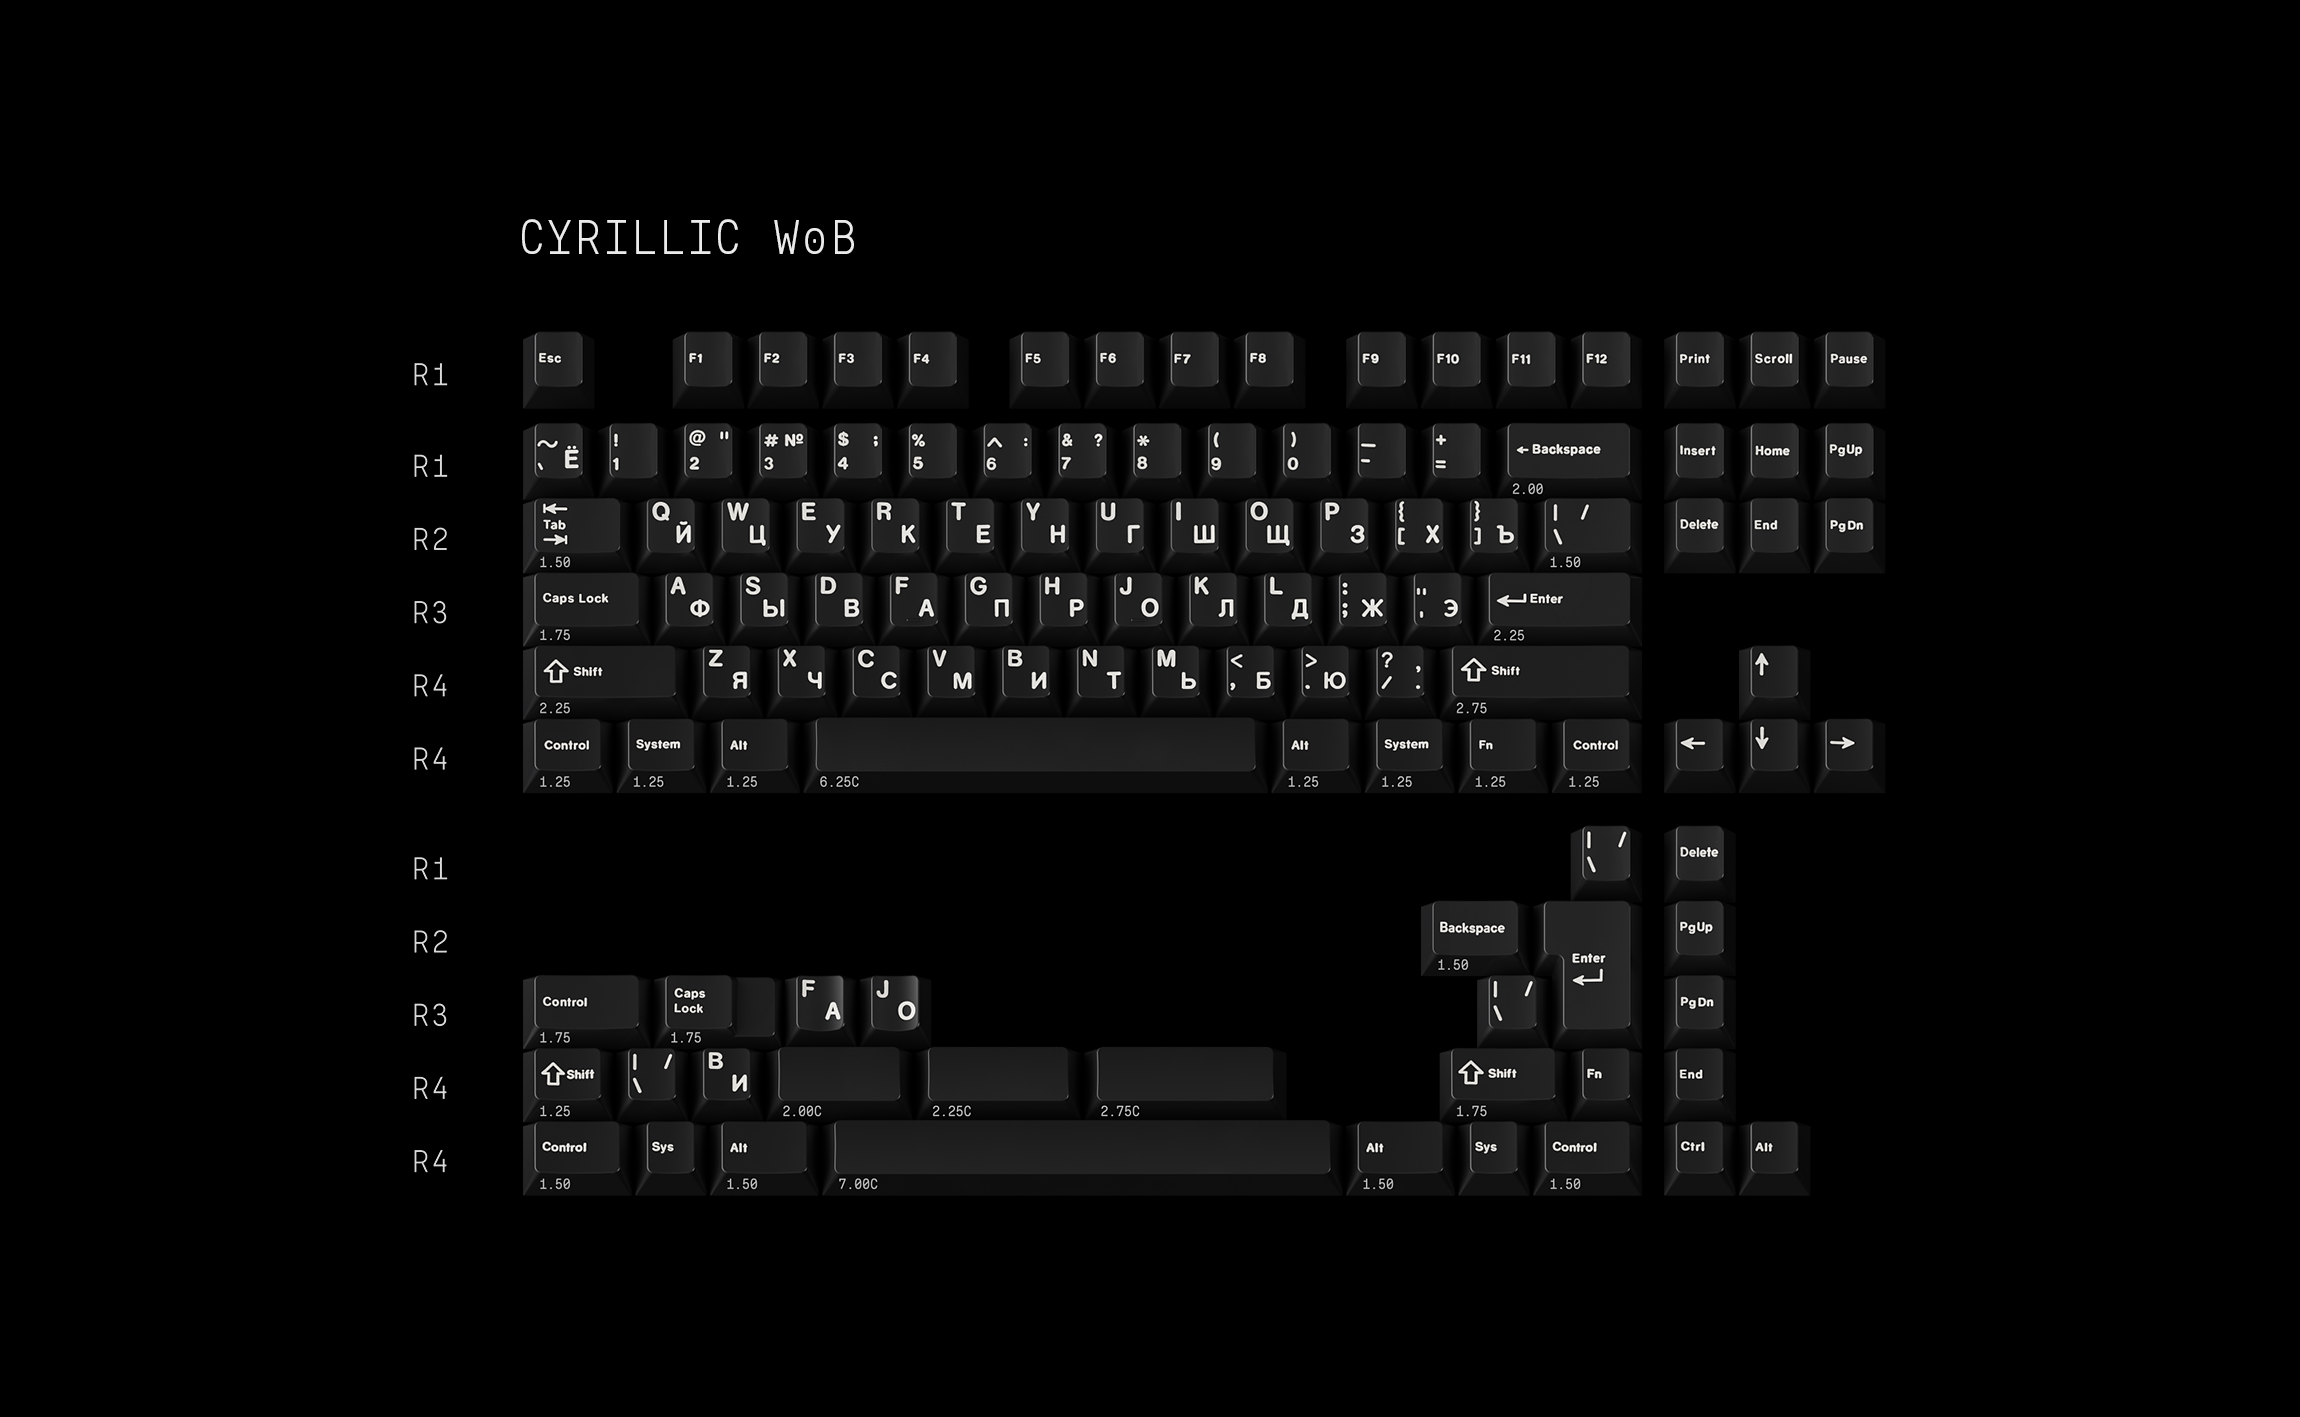 CYRILLIC WoB
R1 Esc F1 F2 F3 F4 F5 F6 F7 F8 F9 F10 F11 F12 Print Scroll Pause
R1 ~ ` Ё ! 1 @ " 2 # № 3 $ ; 4 % 5 ^ : 6 & ? 7 * 8 ( 9 ) 0 — - + = ← Backspace 2.00 Insert Home PgUp
R2 Tab 1.50 Q Й W Ц E У R К T Е Y Н U Г I Ш O Щ P З { [ Х } ] Ъ | / \ 1.50 Delete End PgDn
R3 Caps Lock 1.75 A Ф S Ы D В F А G П H Р J О K Л L Д : ; Ж " ' Э Enter 2.25
R4 Shift 2.25 Z Я X Ч C С V М B И N Т M Ь < , Б > . Ю ? / , . Shift 2.75 ↑
R4 Control 1.25 System 1.25 Alt 1.25 6.25C Alt 1.25 System 1.25 Fn 1.25 Control 1.25 ← ↓ →
R1 | / \ Delete
R2 Backspace 1.50 Enter PgUp
R3 Control 1.75 Caps Lock 1.75 F А J О | / \ PgDn
R4 Shift 1.25 | / \ B И 2.00C 2.25C 2.75C Shift 1.75 Fn End
R4 Control 1.50 Sys Alt 1.50 7.00C Alt 1.50 Sys Control 1.50 Ctrl Alt